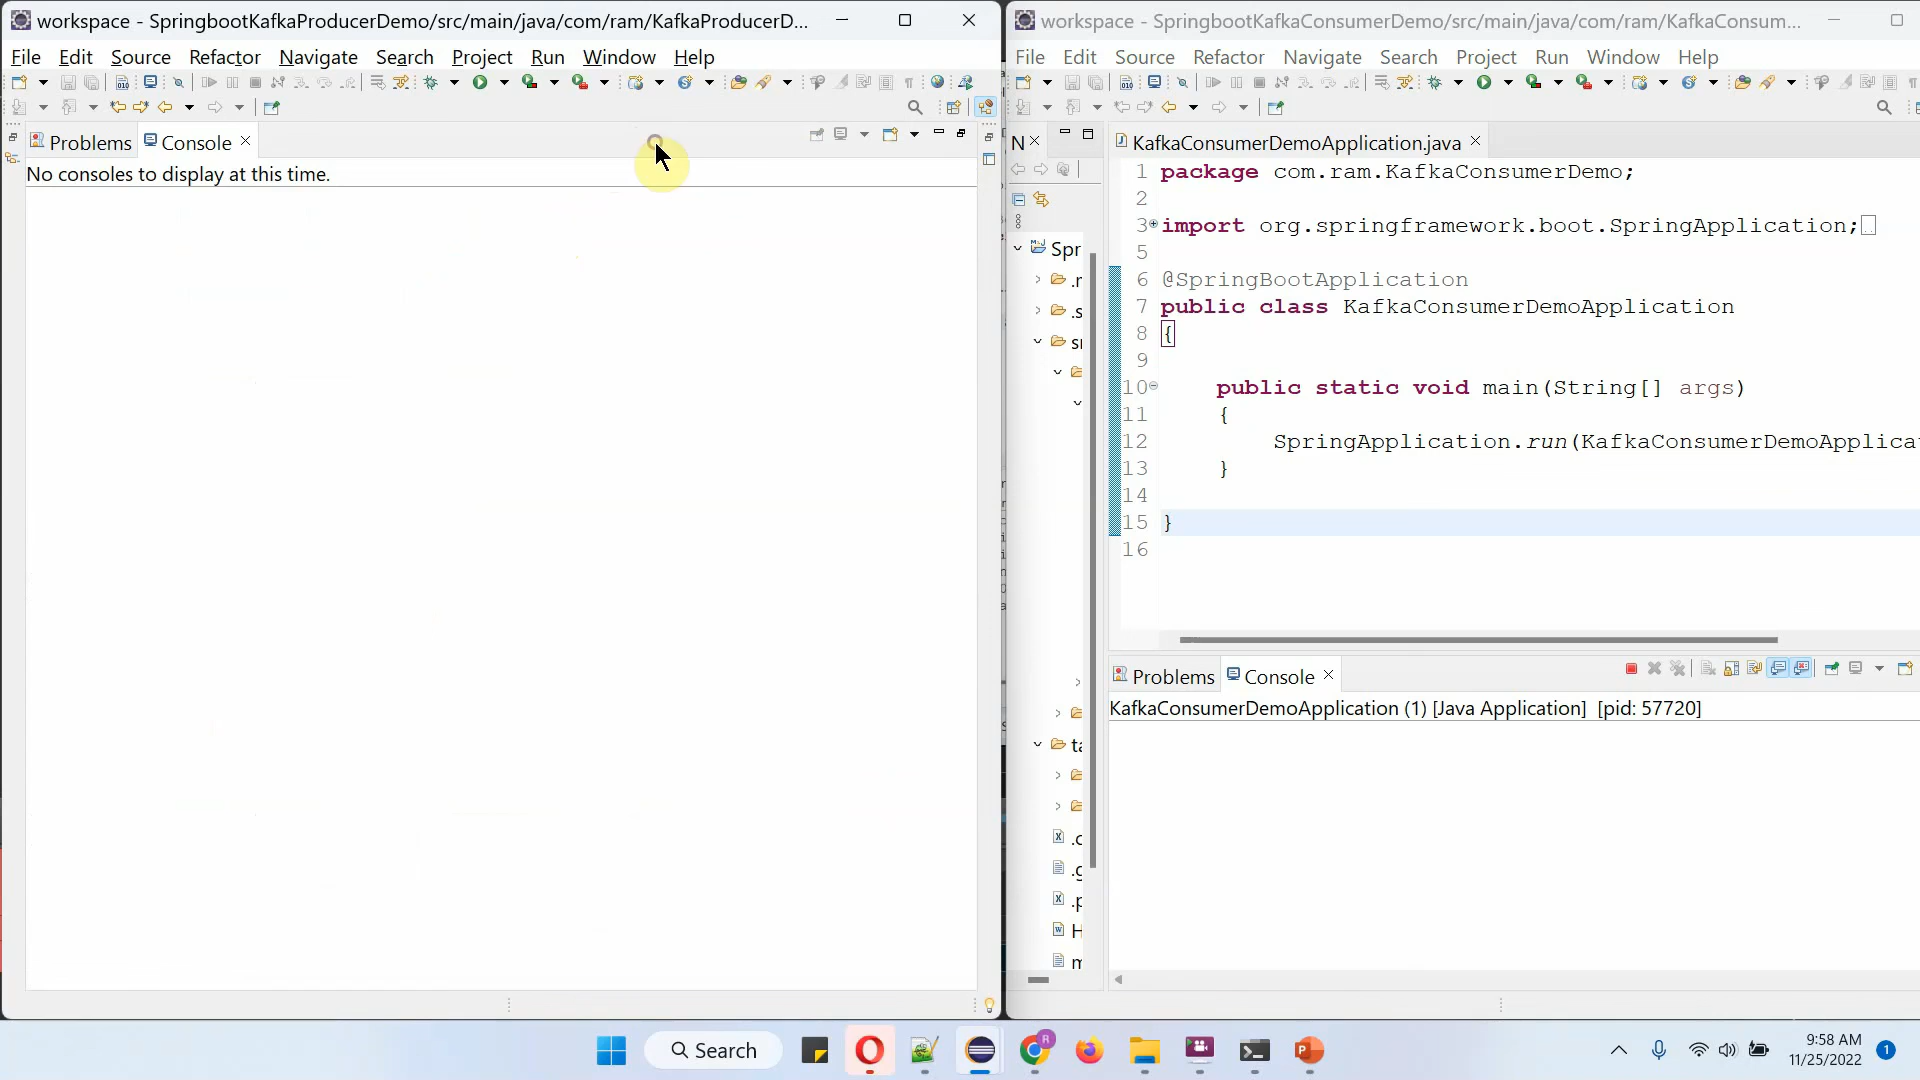 workspace - SpringbootKafkaProducerDemo/src/main/java/com/ram/KafkaProducerD...
File Edit Source Refactor Navigate Search Project Run Window Help
Problems Console
No consoles to display at this time.
workspace - SpringbootKafkaConsumerDemo/src/main/java/com/ram/KafkaConsum...
File Edit Source Refactor Navigate Search Project Run Window Help
N
Spr
.s
sr
ta
.c
.g
.p
H
KafkaConsumerDemoApplication.java
1 package com.ram.KafkaConsumerDemo;
2
3 import org.springframework.boot.SpringApplication;
5
6 @SpringBootApplication
7 public class KafkaConsumerDemoApplication
8 {
9
10 public static void main(String[] args)
11 {
12 SpringApplication.run(KafkaConsumerDemoApplica
13 }
14
15 }
16
Problems Console
KafkaConsumerDemoApplication (1) [Java Application] [pid: 57720]
Search
R
9:58 AM
11/25/2022
1